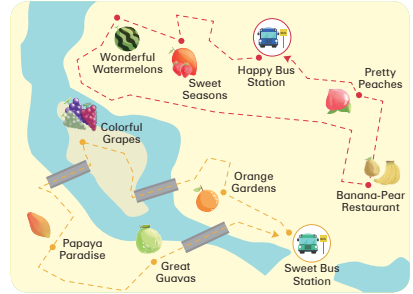 Wonderful
Watermelons
Sweet
Seasons
Happy Bus
Station
Pretty
Peaches
Colorful
Grapes
Orange
Gardens
Banana-Pear
Restaurant
Papaya
Paradise
Great
Guavas
Sweet Bus
Station